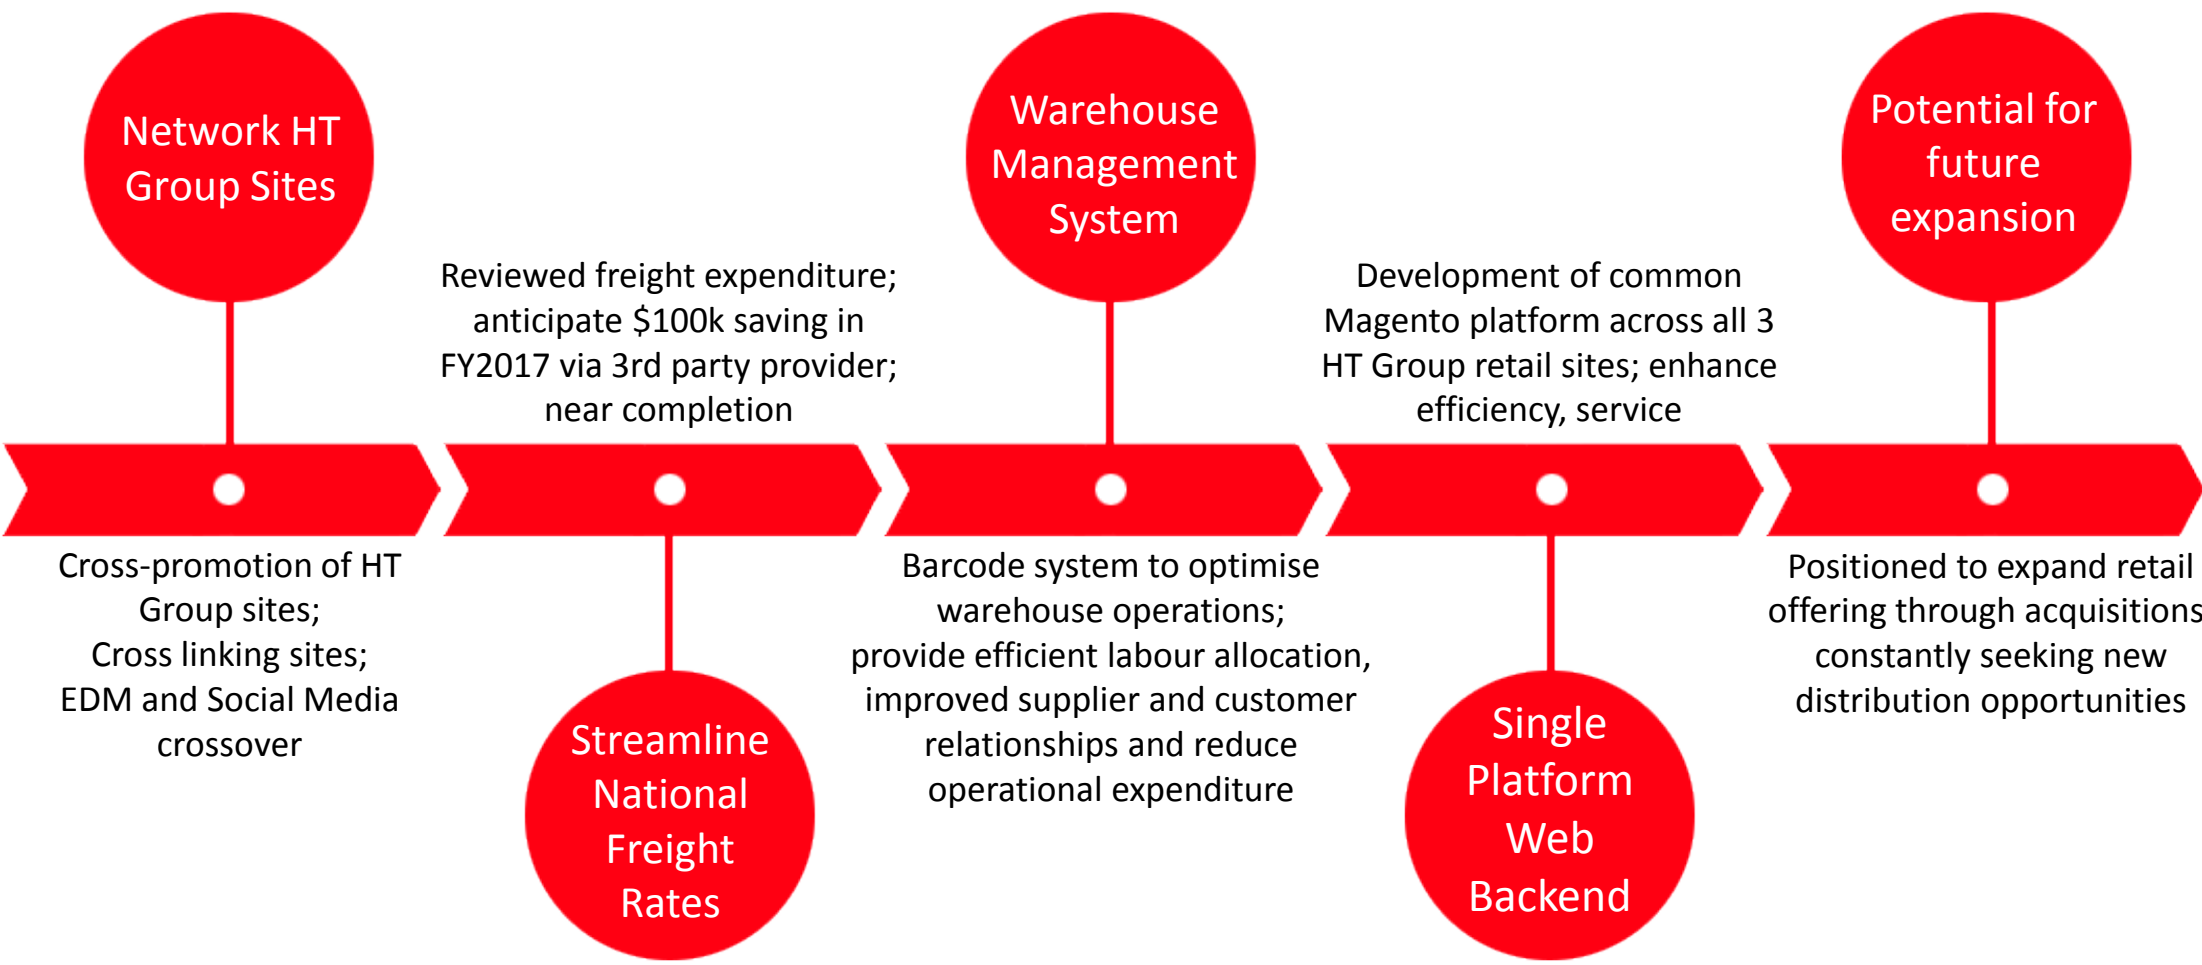 Network HT
Group Sites
Cross-promotion of HT
Group sites;
Cross linking sites;
EDM and Social Media
crossover
Reviewed freight expenditure;
anticipate $100k saving in
FY2017 via 3rd party provider;
near completion
Streamline
National
Freight
Rates
Warehouse
Management
System
Barcode system to optimise
warehouse operations;
provide efficient labour allocation,
improved supplier and customer
relationships and reduce
operational expenditure
Development of common
Magento platform across all 3
HT Group retail sites; enhance
efficiency, service
Single
Platform
Web
Backend
Potential for
future
expansion
Positioned to expand retail
offering through acquisitions
constantly seeking new
distribution opportunities